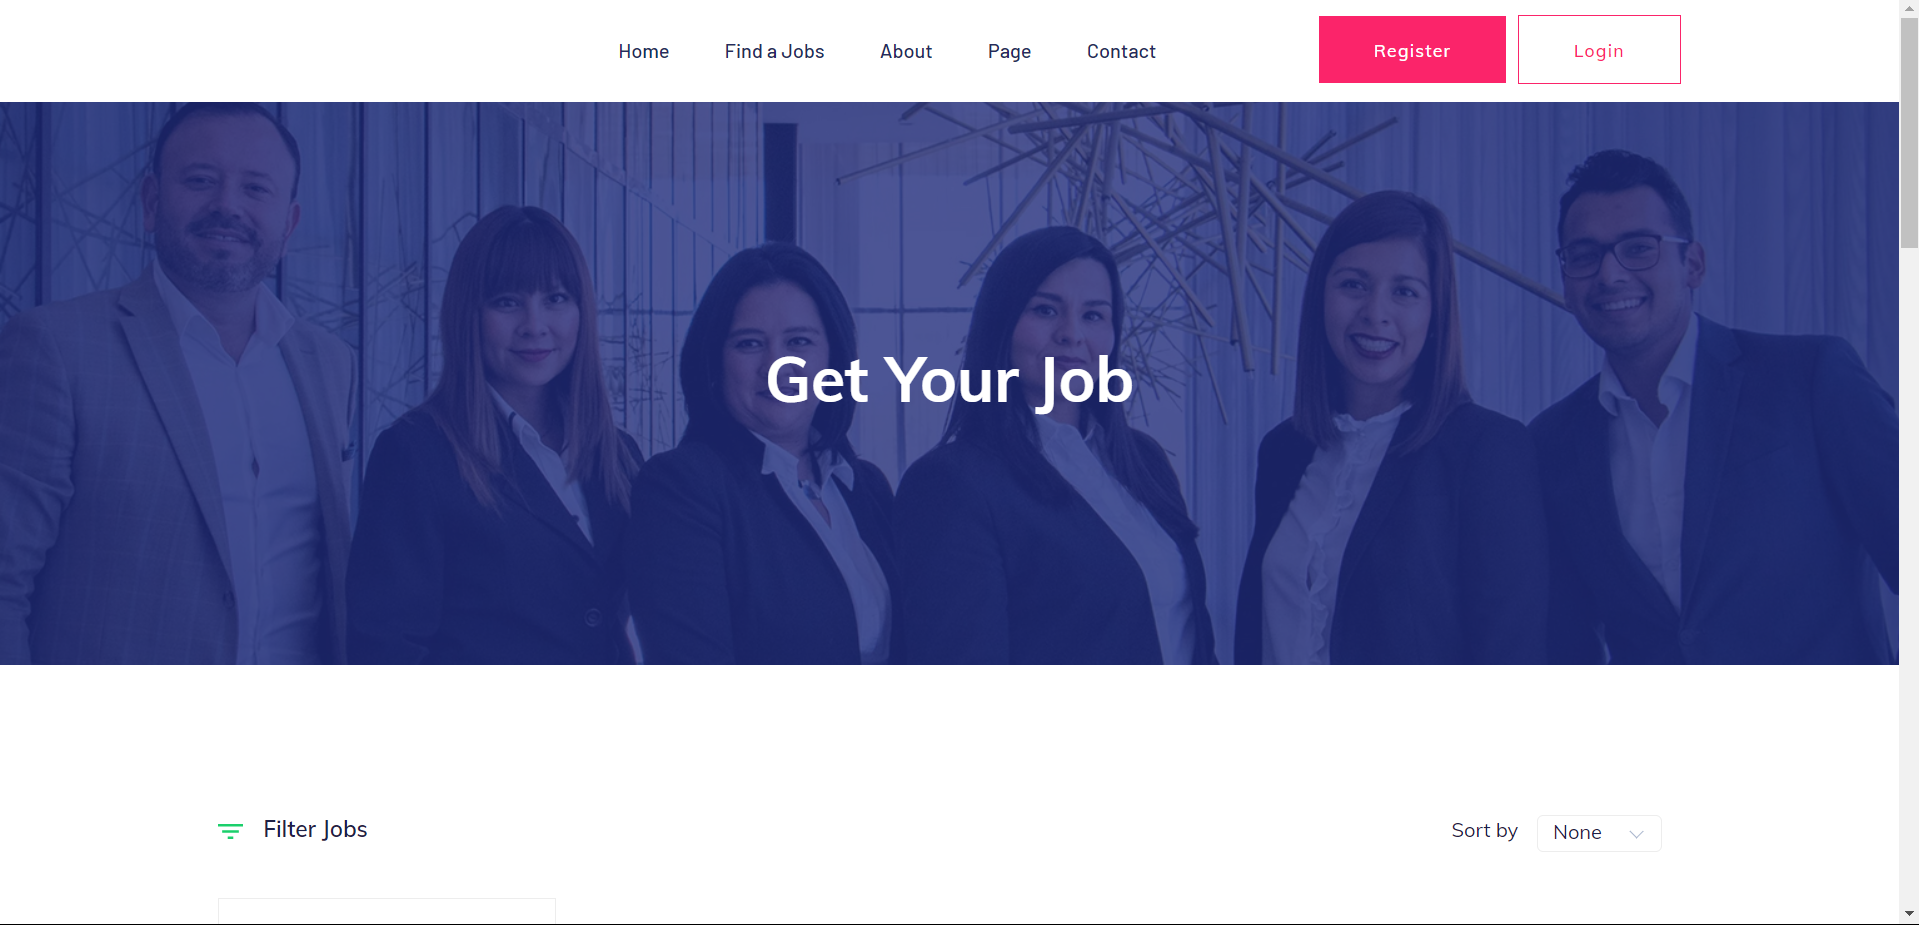 Home Find a Jobs About Page Contact Register Login
Get Your Job
Filter Jobs Sort by None